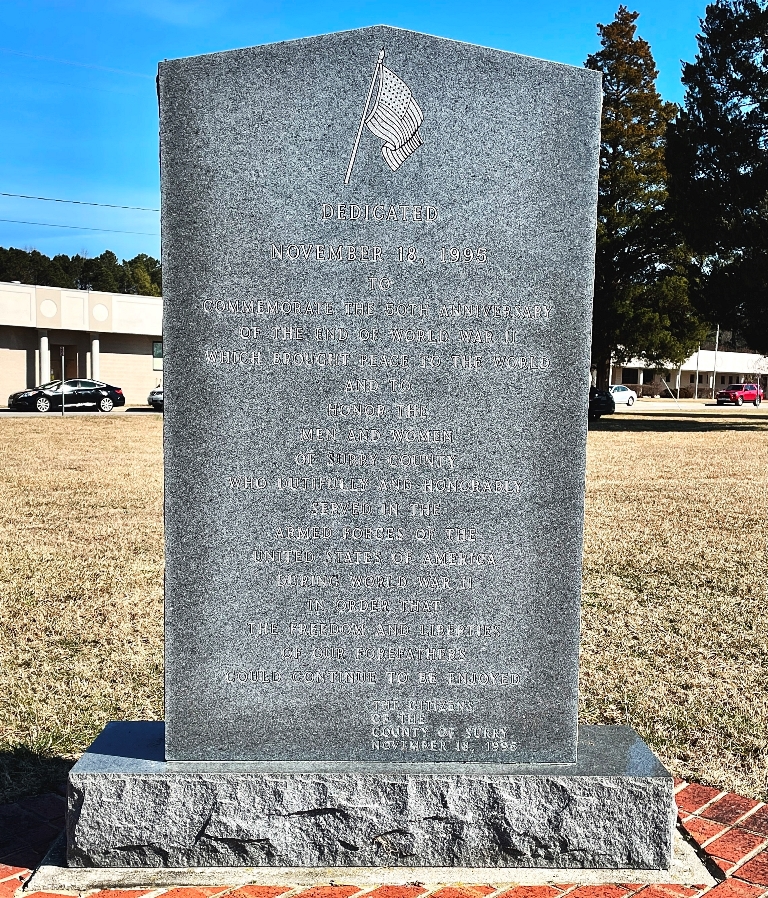 DEDICATED
NOVEMBER 18, 1995
TO
COMMEMORATE THE 50TH ANNIVERSARY
OF THE END OF WORLD WAR II
WHICH BROUGHT PEACE TO THE WORLD
AND TO
HONOR THE
MEN AND WOMEN
OF SURRY COUNTY
WHO DUTIFULLY AND HONORABLY
SERVED IN THE
ARMED FORCES OF THE
UNITED STATES OF AMERICA
DURING WORLD WAR II
IN ORDER THAT
THE FREEDOM AND LIBERTIES
OF OUR FOREFATHERS
COULD CONTINUE TO BE ENJOYED
THE CITIZENS
OF THE
COUNTY OF SURRY
NOVEMBER 18, 1995